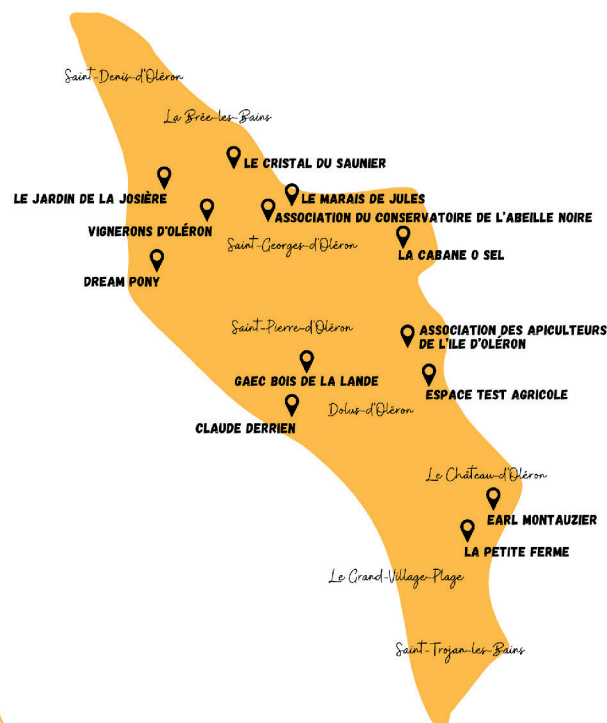 Saint-Denis-d'Oléron
La Brée-les-Bains
LE CRISTAL DU SAUNIER
LE JARDIN DE LA JOSIÈRE
LE MARAIS DE JULES
VIGNERONS D'OLÉRON
ASSOCIATION DU CONSERVATOIRE DE L'ABEILLE NOIRE
Saint-Georges-d'Oléron
LA CABANE O SEL
DREAM PONY
Saint-Pierre-d'Oléron
ASSOCIATION DES APICULTEURS
DE L'ILE D'OLÉRON
GAEC BOIS DE LA LANDE
ESPACE TEST AGRICOLE
Dolus-d'Oléron
CLAUDE DERRIEN
Le Château-d'Oléron
EARL MONTAUZIER
LA PETITE FERME
Le Grand-Village-Plage
Saint-Trojan-les-Bains